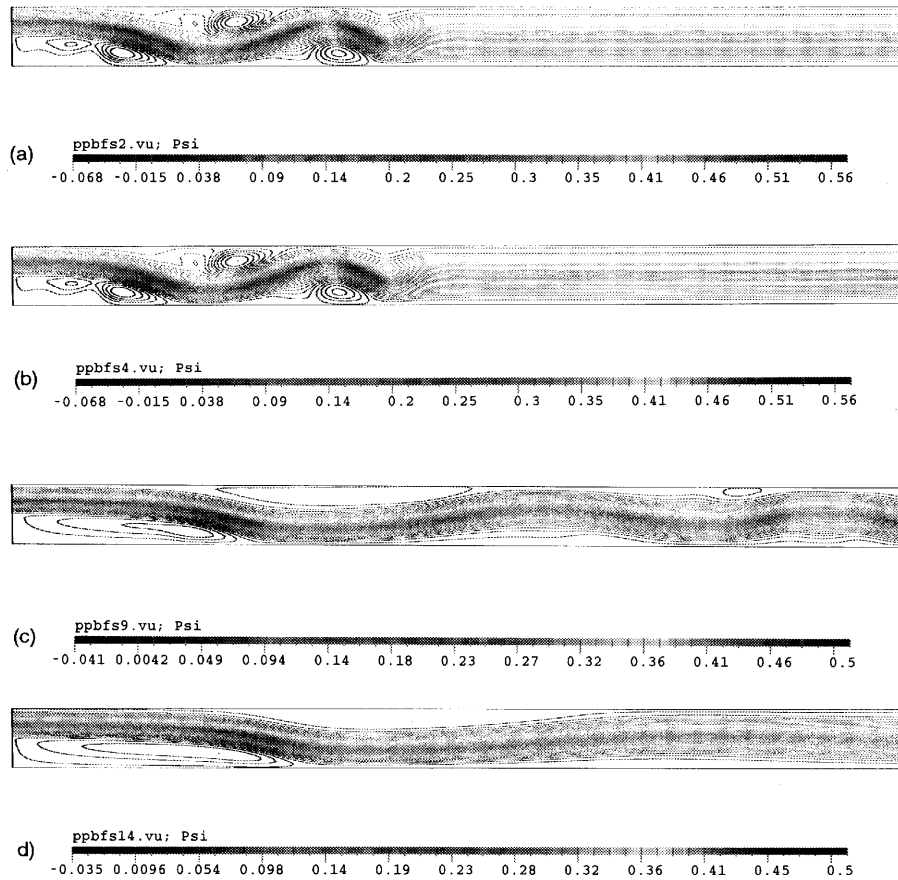 ppbfs2.vu; Psi
(a)
-0.068 -0.015 0.038 0.09 0.14 0.2 0.25 0.3 0.35 0.41 0.46 0.51 0.56
ppbfs4.vu; Psi
(b)
-0.068 -0.015 0.038 0.09 0.14 0.2 0.25 0.3 0.35 0.41 0.46 0.51 0.56
ppbfs9.vu; Psi
(c)
-0.041 0.0042 0.049 0.094 0.14 0.18 0.23 0.27 0.32 0.36 0.41 0.46 0.5
ppbfs14.vu; Psi
d)
-0.035 0.0096 0.054 0.098 0.14 0.19 0.23 0.28 0.32 0.36 0.41 0.45 0.5